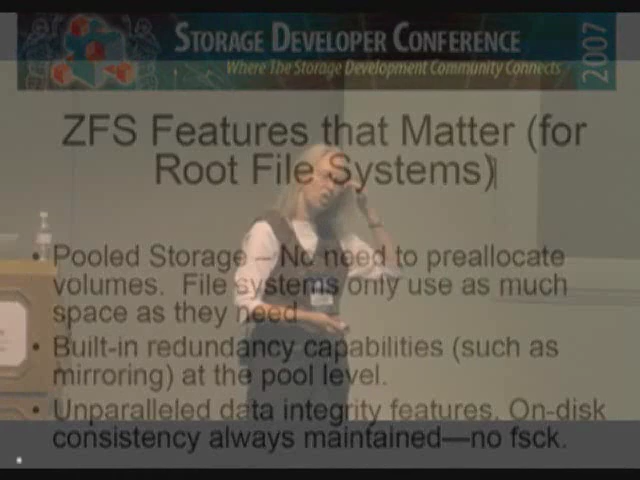 STORAGE DEVELOPER CONFERENCE
2007
Where The Storage Development Community Connects
ZFS Features that Matter (for
Root File Systems)
• Pooled Storage – No need to preallocate
volumes. File systems only use as much
space as they need
• Built-in redundancy capabilities (such as
mirroring) at the pool level.
• Unparalleled data integrity features. On-disk
consistency always maintained—no fsck.